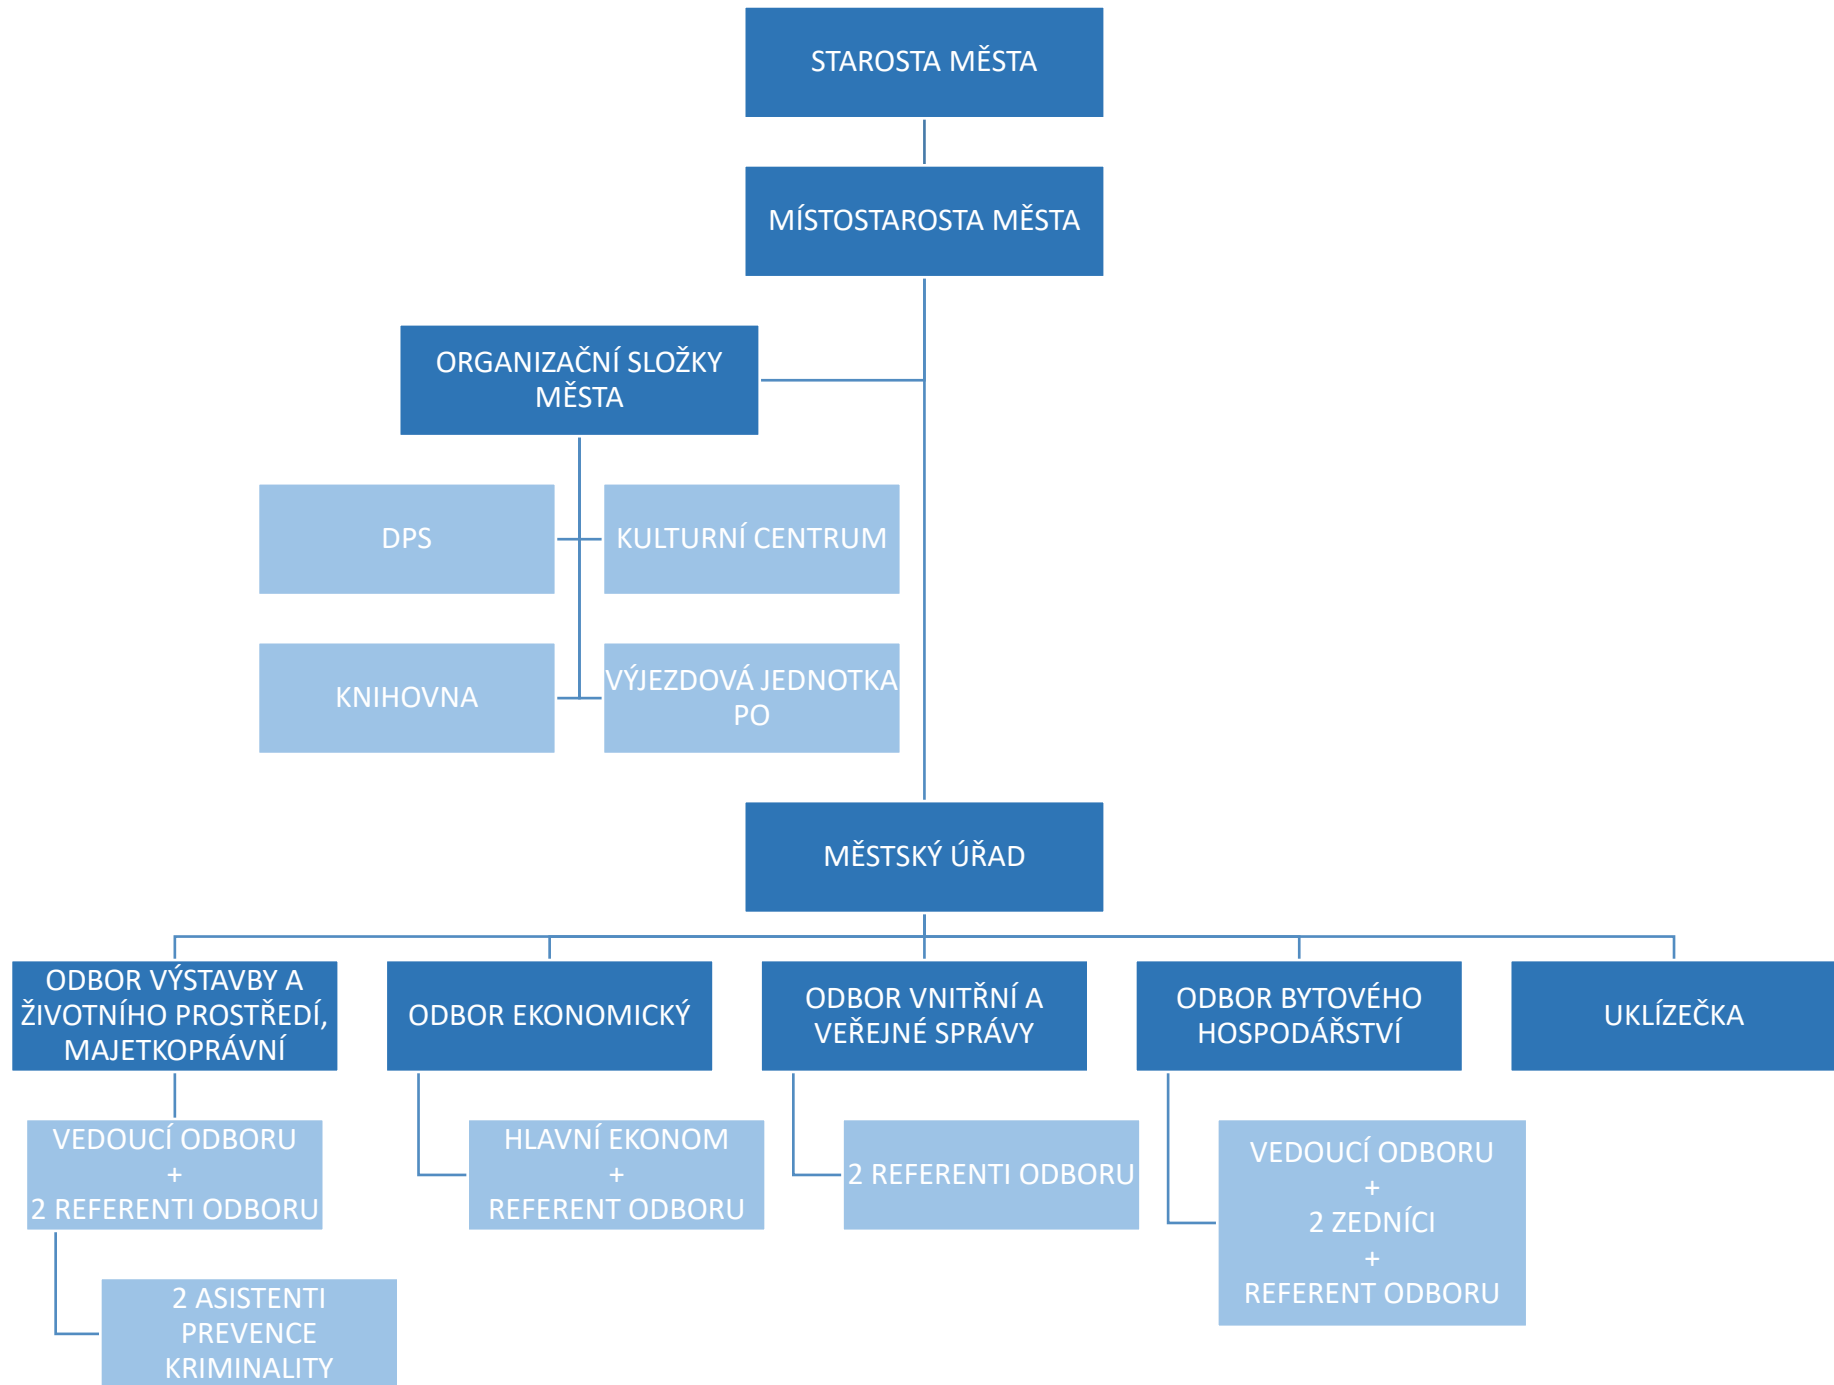 STAROSTA MĚSTA
MÍSTOSTAROSTA MĚSTA
ORGANIZAČNÍ SLOŽKY
MĚSTA
DPS
KULTURNÍ CENTRUM
KNIHOVNA
VÝJEZDOVÁ JEDNOTKA
PO
MĚSTSKÝ ÚŘAD
ODBOR VÝSTAVBY A
ŽIVOTNÍHO PROSTŘEDÍ,
MAJETKOPRÁVNÍ
ODBOR EKONOMICKÝ
ODBOR VNITŘNÍ A
VEŘEJNÉ SPRÁVY
ODBOR BYTOVÉHO
HOSPODÁŘSTVÍ
UKLÍZEČKA
VEDOUCÍ ODBORU
+
2 REFERENTI ODBORU
HLAVNÍ EKONOM
+
REFERENT ODBORU
2 REFERENTI ODBORU
VEDOUCÍ ODBORU
+
2 ZEDNÍCI
+
REFERENT ODBORU
2 ASISTENTI
PREVENCE
KRIMINALITY